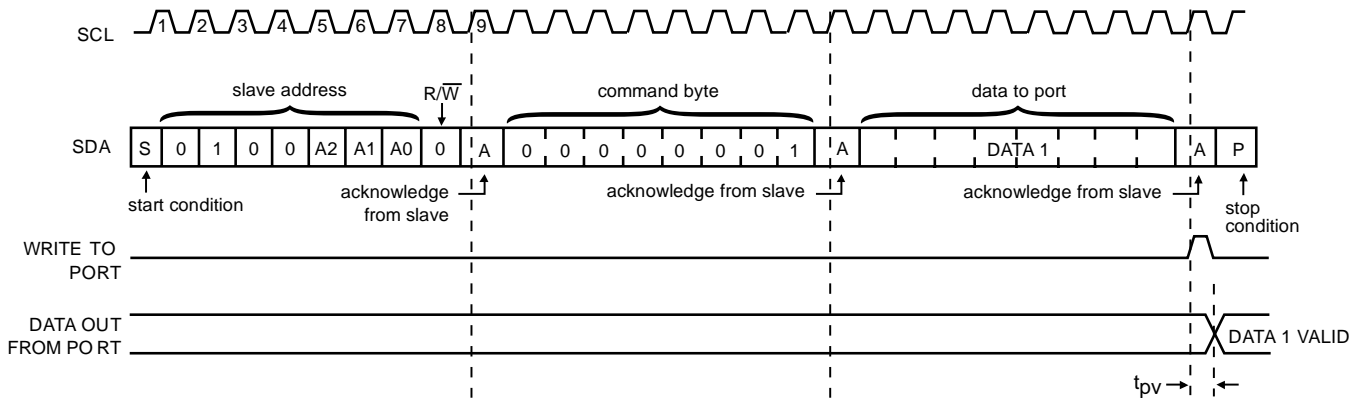 SCL 1 2 3 4 5 6 7 8 9
slave address R/W̅ command byte data to port
SDA S 0 1 0 0 A2 A1 A0 0 A 0 0 0 0 0 0 0 1 A DATA 1 A P
start condition
acknowledge
from slave
acknowledge from slave
acknowledge from slave
stop
condition
WRITE TO
PORT
DATA OUT
FROM PO RT
DATA 1 VALID
tpv